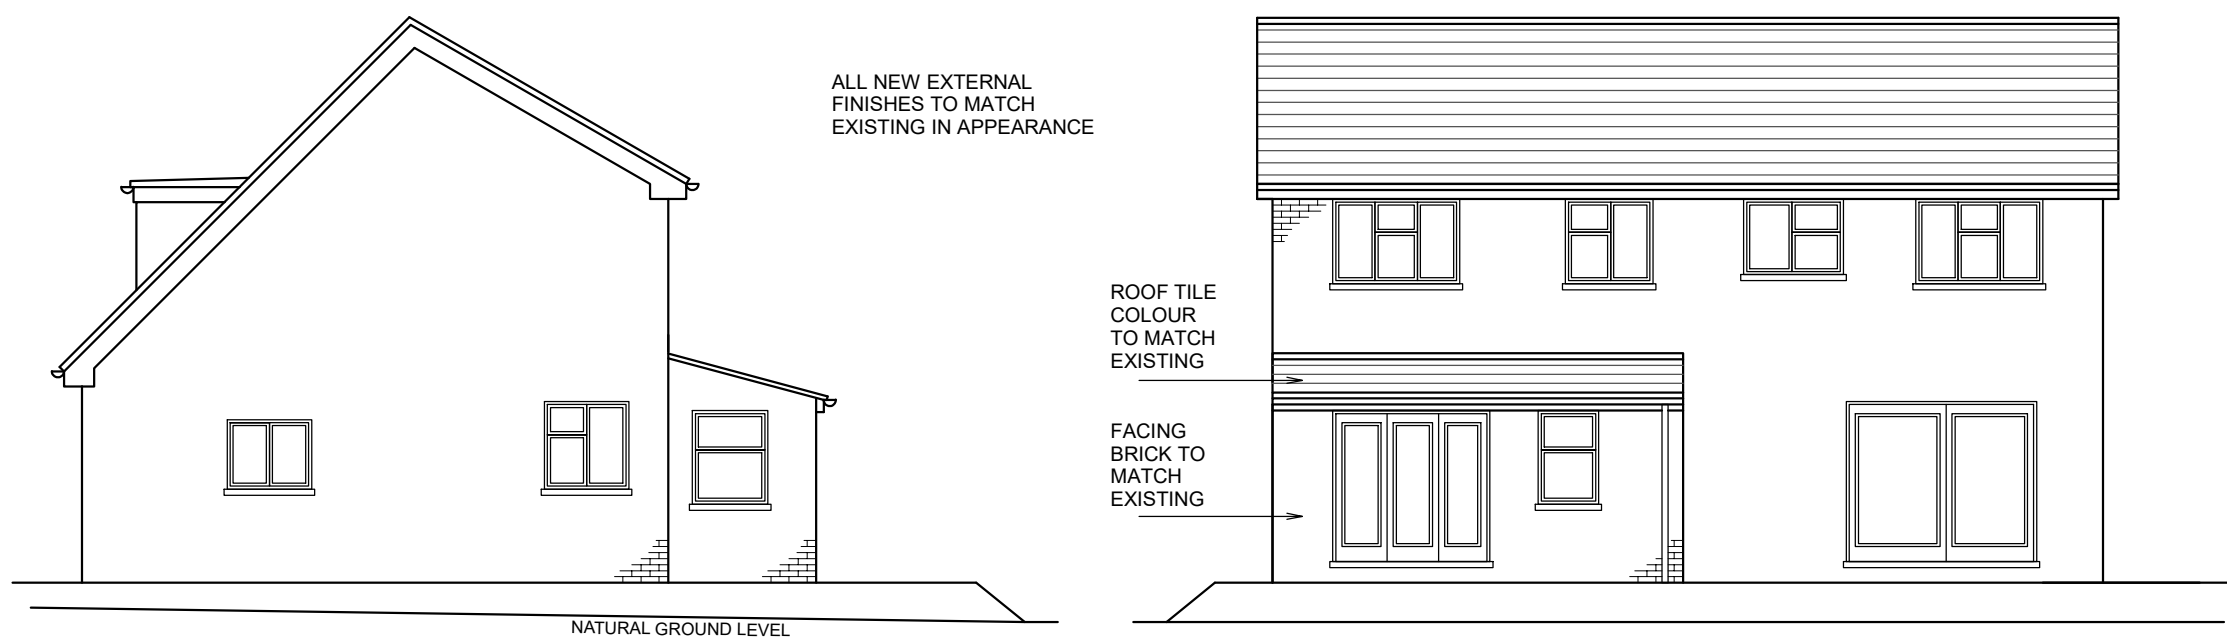 ALL NEW EXTERNAL
FINISHES TO MATCH
EXISTING IN APPEARANCE
ROOF TILE
COLOUR
TO MATCH
EXISTING
FACING
BRICK TO
MATCH
EXISTING
NATURAL GROUND LEVEL